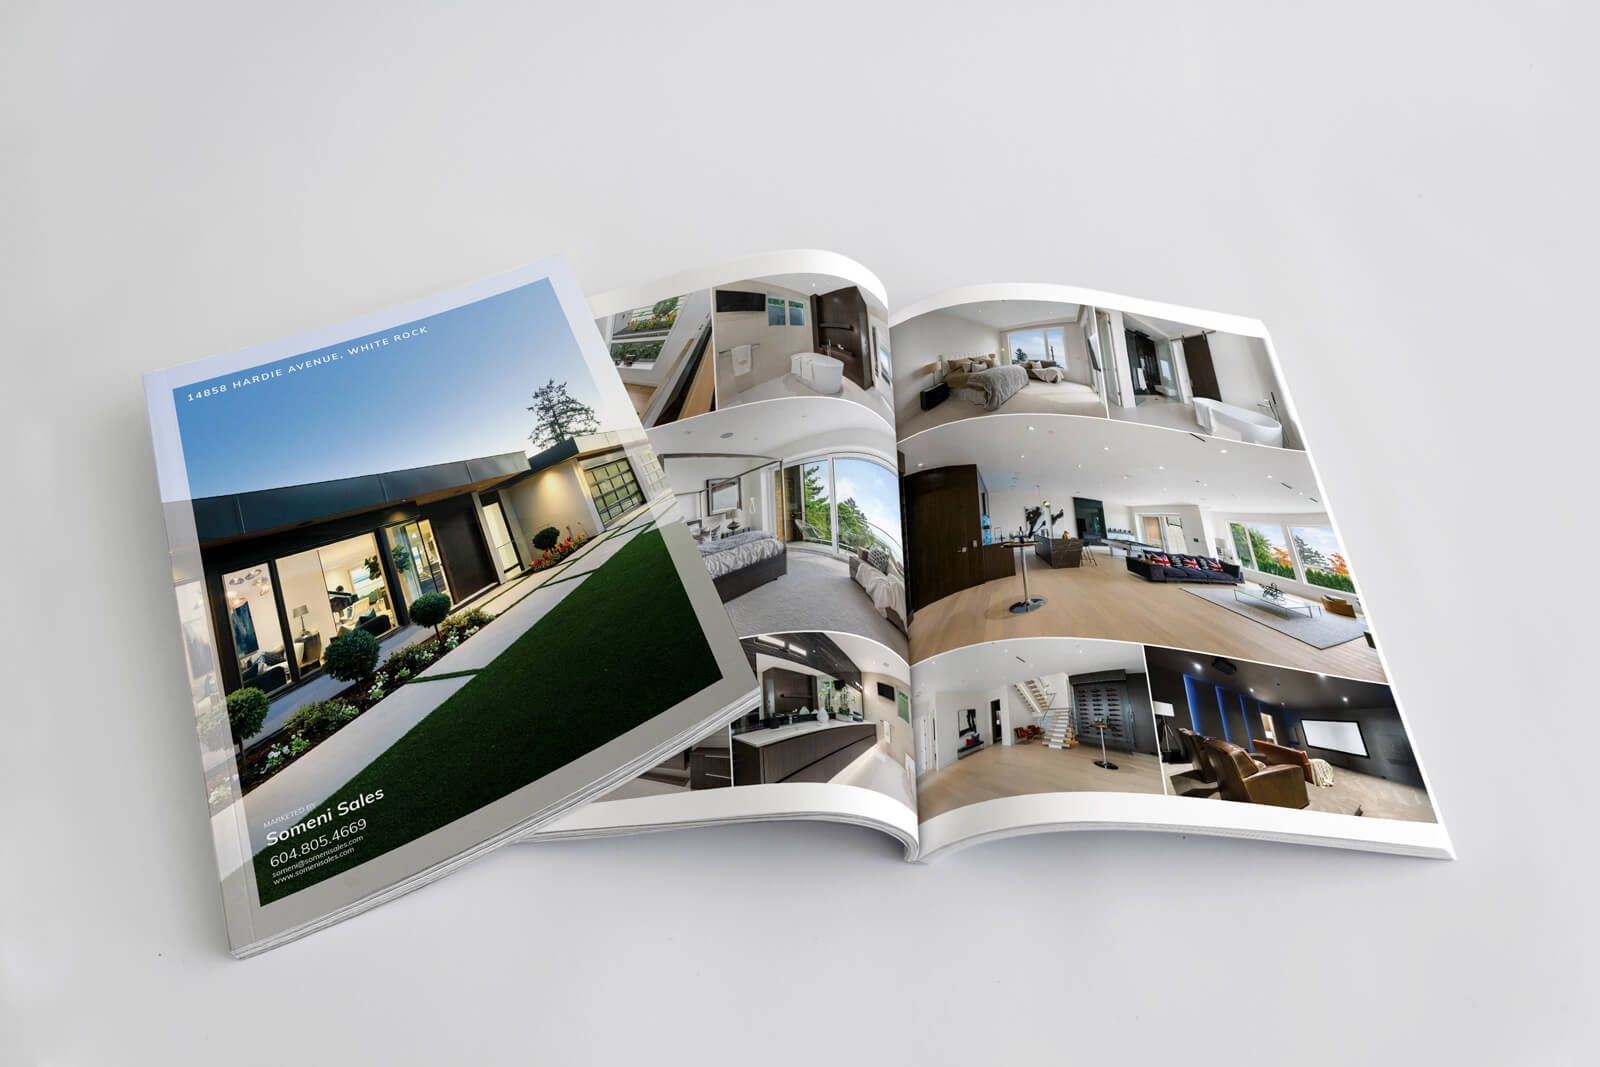 14858 HARDIE AVENUE, WHITE ROCK
MARKETED BY
Someni Sales
604.805.4669
someni@somenisales.com
www.somenisales.com